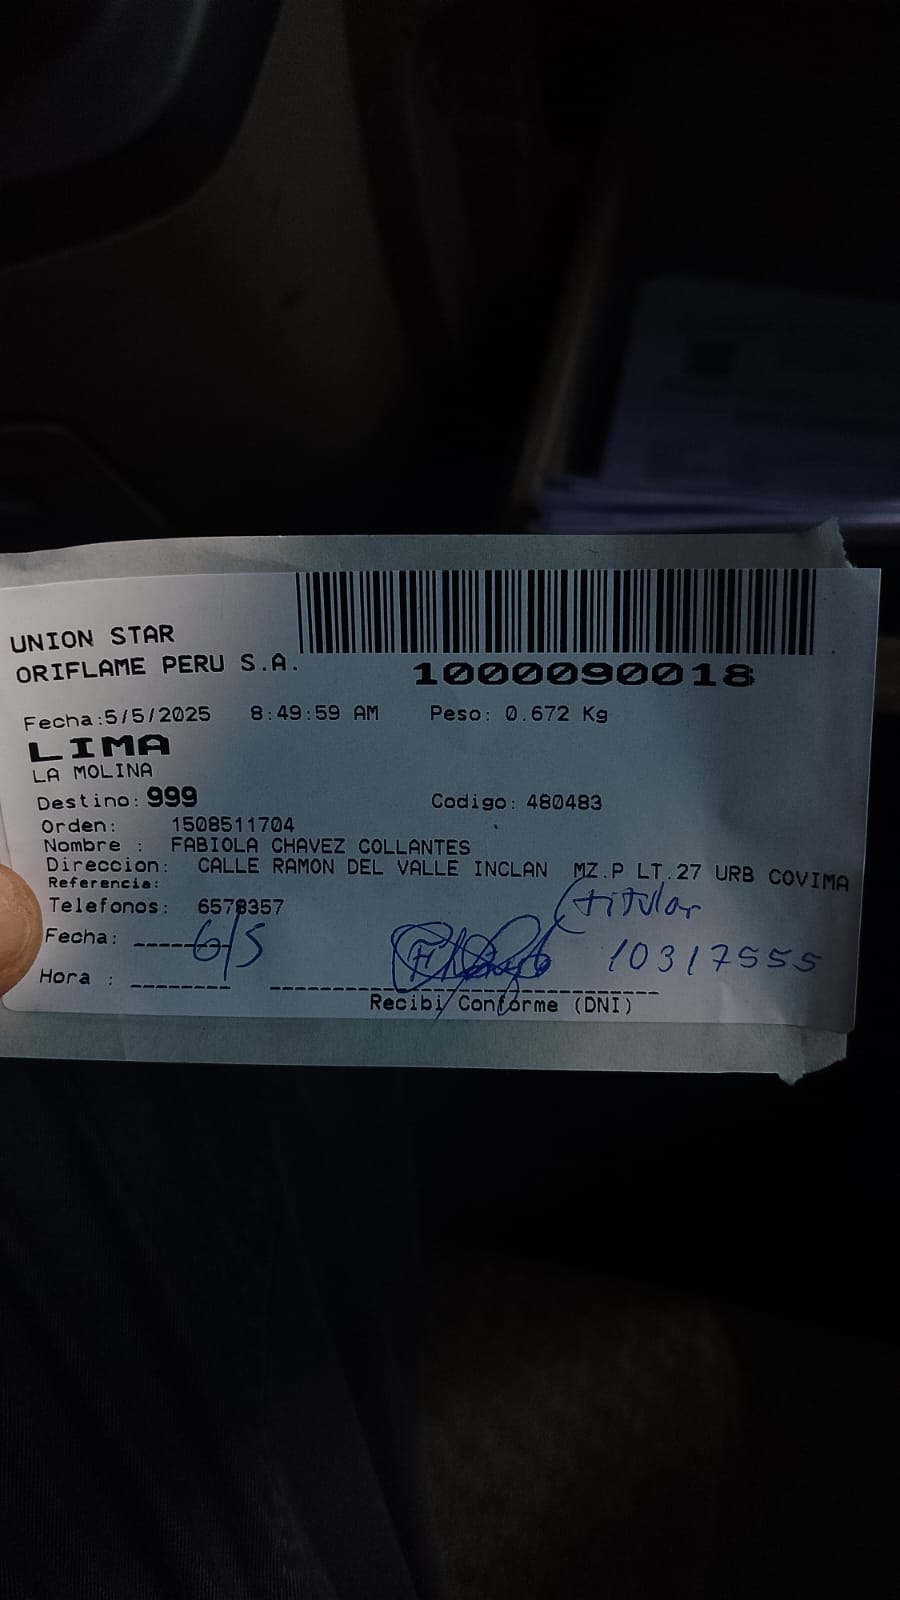 UNION STAR
ORIFLAME PERU S.A.
1000090018
Fecha:5/5/2025 8:49:59 AM Peso: 0.672 Kg
LIMA
LA MOLINA
Destino: 999 Codigo: 480483
Orden: 1508511704
Nombre : FABIOLA CHAVEZ COLLANTES
Direccion: CALLE RAMON DEL VALLE INCLAN MZ.P LT.27 URB COVIMA
Referencia:
Telefonos: 6578357 titular
Fecha: 6/5 10317555
Hora :
Recibi Conforme (DNI)